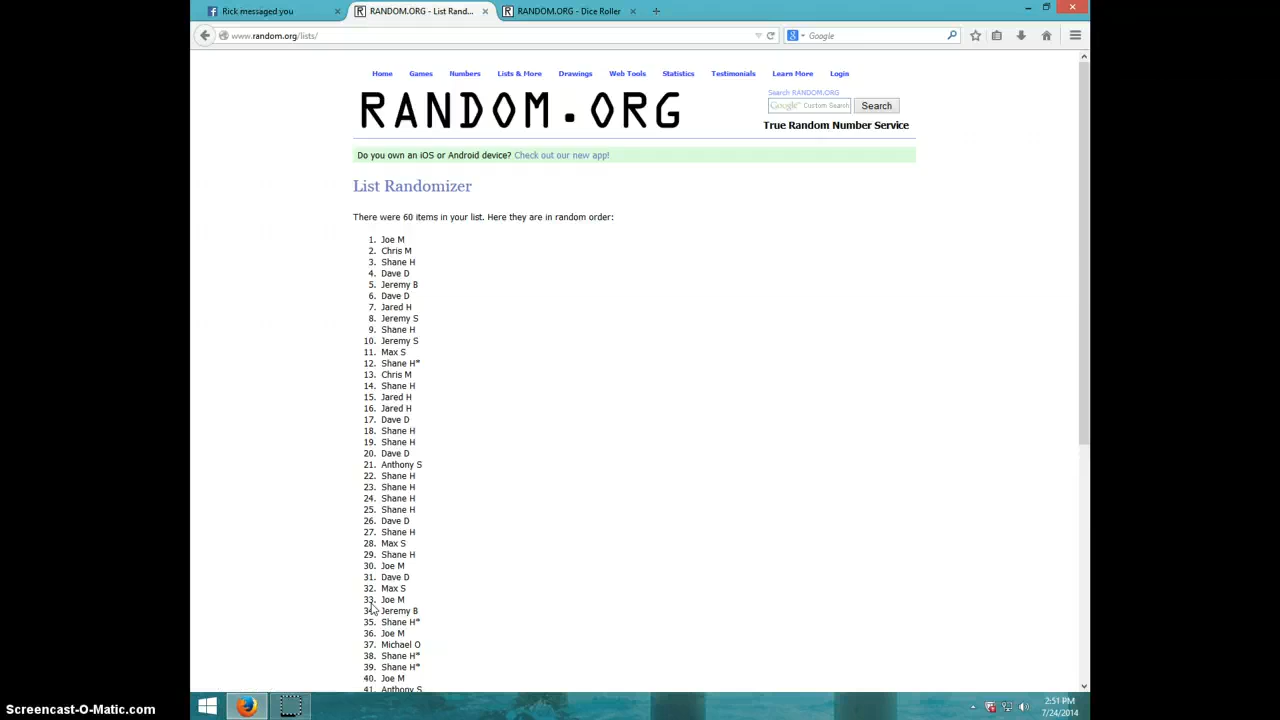 Rick messaged you
RANDOM.ORG - List Rand...
RANDOM.ORG - Dice Roller
www.random.org/lists/
Google
Home Games Numbers Lists & More Drawings Web Tools Statistics Testimonials Learn More Login
RANDOM.ORG
Search RANDOM.ORG
Google™ Custom Search
Search
True Random Number Service
Do you own an iOS or Android device? Check out our new app!
List Randomizer
There were 60 items in your list. Here they are in random order:
1. Joe M
2. Chris M
3. Shane H
4. Dave D
5. Jeremy B
6. Dave D
7. Jared H
8. Jeremy S
9. Shane H
10. Jeremy S
11. Max S
12. Shane H*
13. Chris M
14. Shane H
15. Jared H
16. Jared H
17. Dave D
18. Shane H
19. Shane H
20. Dave D
21. Anthony S
22. Shane H
23. Shane H
24. Shane H
25. Shane H
26. Dave D
27. Shane H
28. Max S
29. Shane H
30. Joe M
31. Dave D
32. Max S
33. Joe M
34. Jeremy B
35. Shane H*
36. Joe M
37. Michael O
38. Shane H*
39. Shane H*
40. Joe M
41. Anthony S
2:51 PM
7/24/2014
Screencast-O-Matic.com